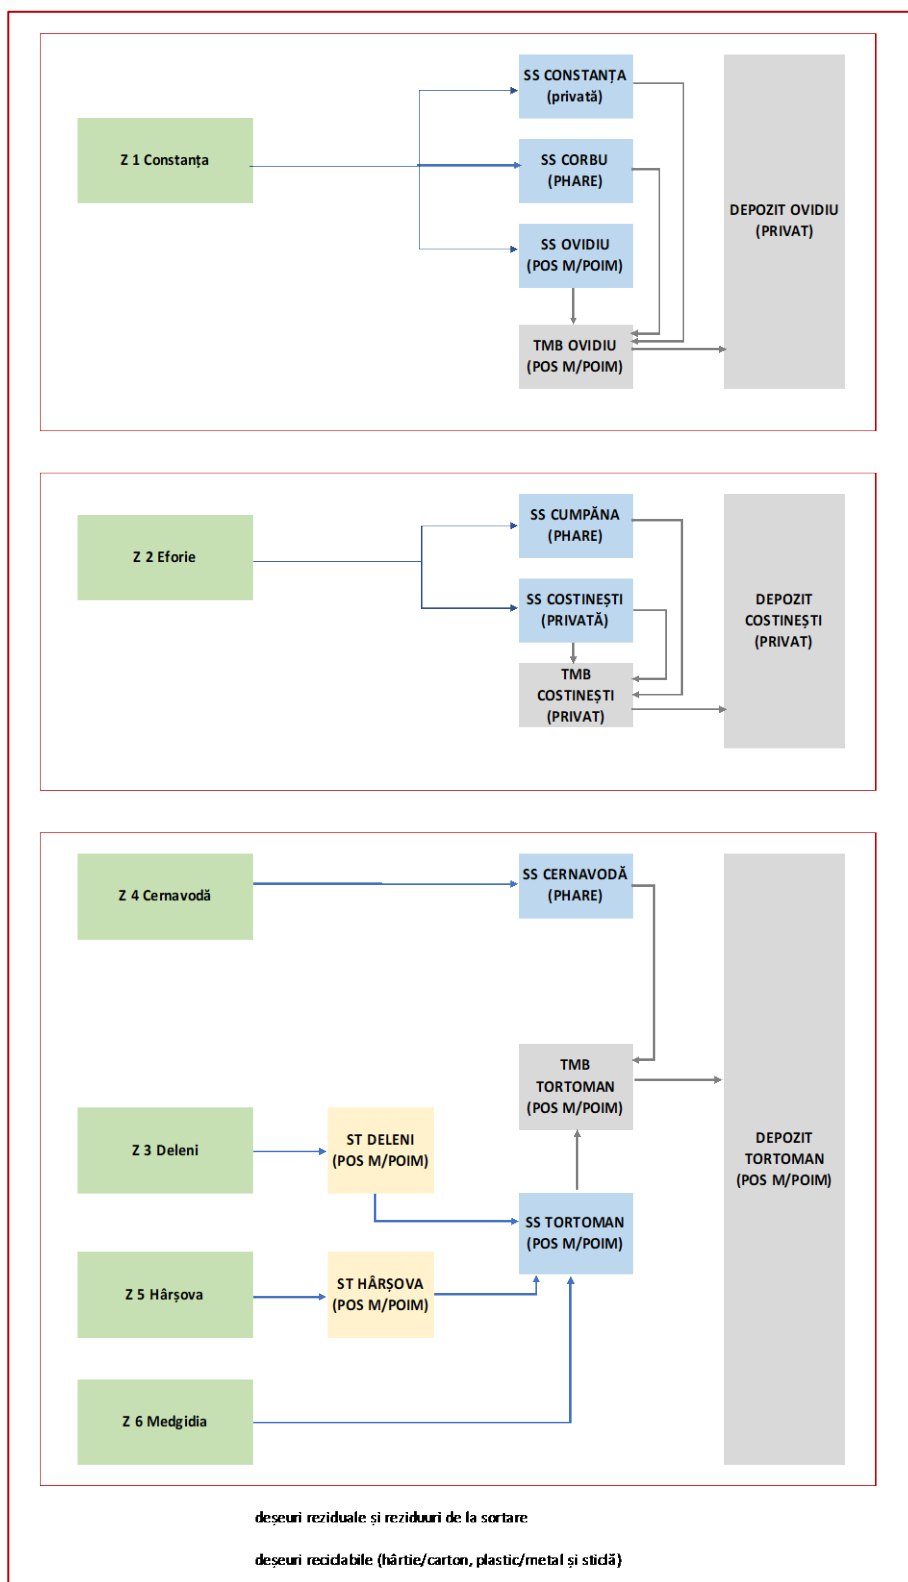 SS CONSTANȚA
(privată)
Z 1 Constanța
SS CORBU
(PHARE)
DEPOZIT OVIDIU
(PRIVAT)
SS OVIDIU
(POS M/POIM)
TMB OVIDIU
(POS M/POIM)
SS CUMPĂNA
(PHARE)
Z 2 Eforie
SS COSTINEȘTI
(PRIVATĂ)
DEPOZIT
COSTINEȘTI
(PRIVAT)
TMB
COSTINEȘTI
(PRIVAT)
Z 4 Cernavodă
SS CERNAVODĂ
(PHARE)
TMB
TORTOMAN
(POS M/POIM)
Z 3 Deleni
ST DELENI
(POS M/POIM)
DEPOZIT
TORTOMAN
(POS M/POIM)
SS TORTOMAN
(POS M/POIM)
Z 5 Hârșova
ST HÂRȘOVA
(POS M/POIM)
Z 6 Medgidia
deșeuri reziduale și reziduuri de la sortare
deșeuri reciclabile (hârtie/carton, plastic/metal și sticlă)